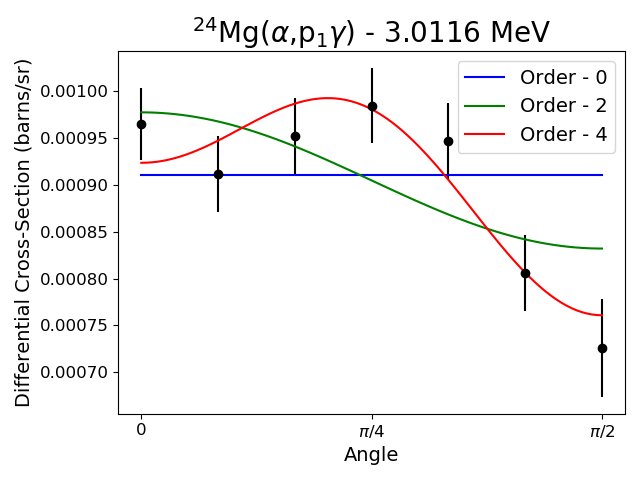 ²⁴Mg(α,p₁γ) - 3.0116 MeV
Differential Cross-Section (barns/sr)
0.00100
0.00095
0.00090
0.00085
0.00080
0.00075
0.00070
Order - 0
Order - 2
Order - 4
0
π/4
π/2
Angle